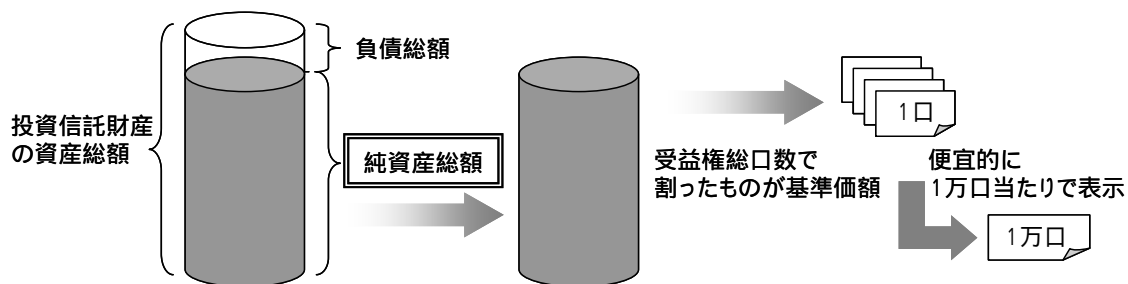 負債総額
投資信託財産
の資産総額
純資産総額
1口
受益権総口数で
割ったものが基準価額
便宜的に
1万口当たりで表示
1万口